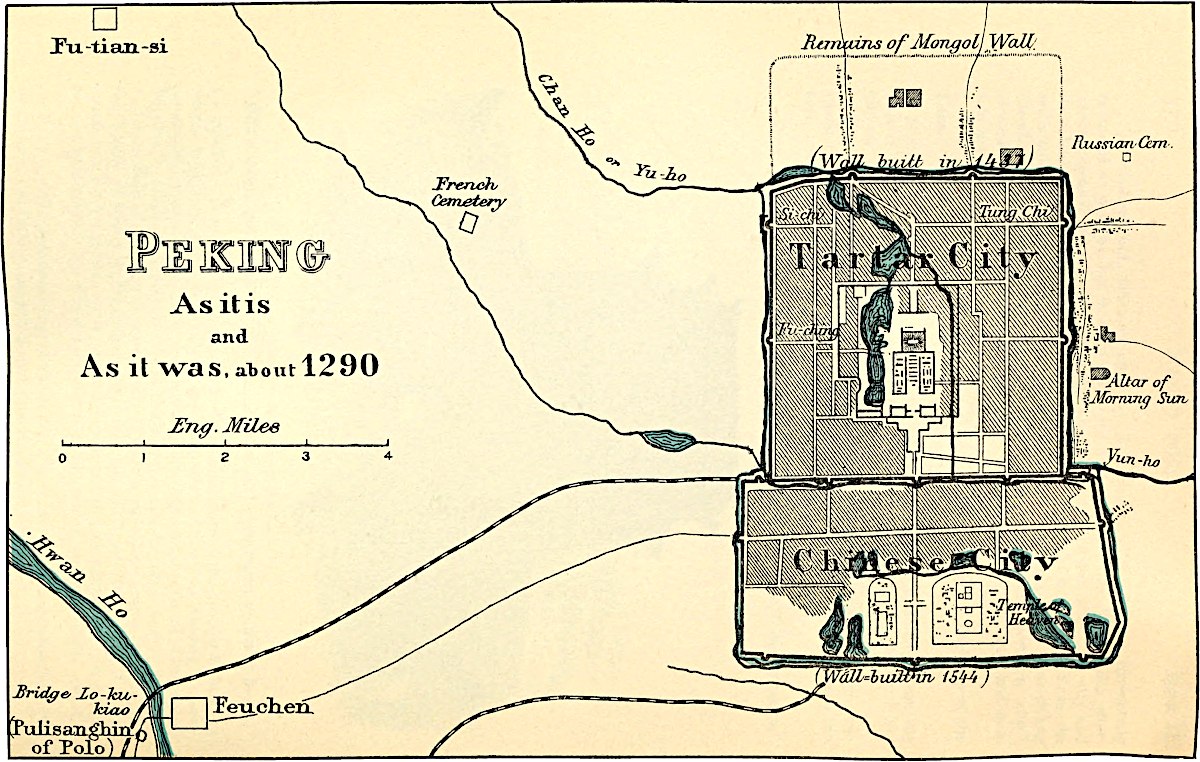 Fu-tian-si
Chan Ho or Yu-ho
Remains of Mongol Wall
Russian Cem.
(Wall built in 1437)
French
Cemetery
Si-chi
Tung Chi
PEKING
As it is
and
As it was, about 1290
Eng. Miles
0 1 2 3 4
Tartar City
Fu-ching
Altar of
Morning Sun
Yun-ho
Chinese City
Temple of
Heaven
(Wall built in 1544)
Hwan Ho
Bridge Lo-ku-
kiao
(Pulisanghin
of Polo)
Feuchen